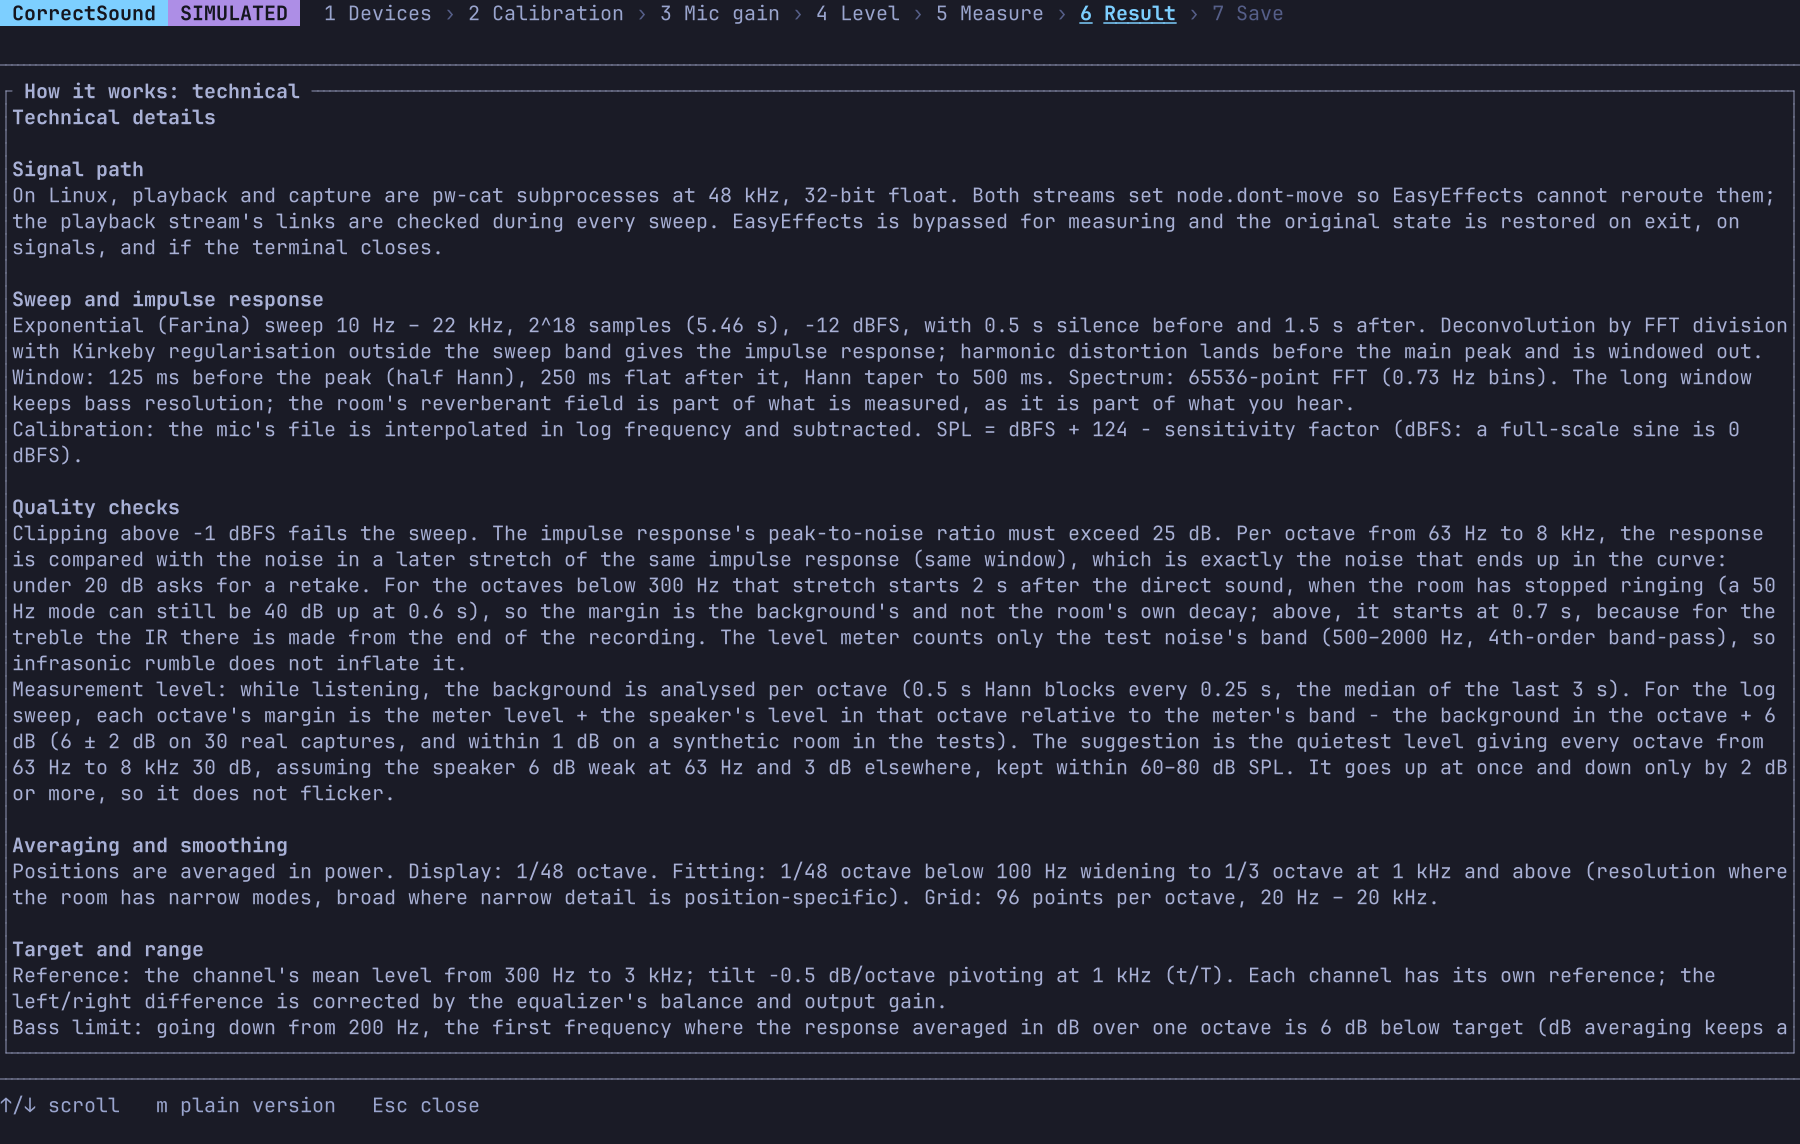 CorrectSound SIMULATED 1 Devices › 2 Calibration › 3 Mic gain › 4 Level › 5 Measure › 6 Result › 7 Save
How it works: technical
Technical details
Signal path
On Linux, playback and capture are pw-cat subprocesses at 48 kHz, 32-bit float. Both streams set node.dont-move so EasyEffects cannot reroute them;
the playback stream's links are checked during every sweep. EasyEffects is bypassed for measuring and the original state is restored on exit, on
signals, and if the terminal closes.
Sweep and impulse response
Exponential (Farina) sweep 10 Hz – 22 kHz, 2^18 samples (5.46 s), -12 dBFS, with 0.5 s silence before and 1.5 s after. Deconvolution by FFT division
with Kirkeby regularisation outside the sweep band gives the impulse response; harmonic distortion lands before the main peak and is windowed out.
Window: 125 ms before the peak (half Hann), 250 ms flat after it, Hann taper to 500 ms. Spectrum: 65536-point FFT (0.73 Hz bins). The long window
keeps bass resolution; the room's reverberant field is part of what is measured, as it is part of what you hear.
Calibration: the mic's file is interpolated in log frequency and subtracted. SPL = dBFS + 124 - sensitivity factor (dBFS: a full-scale sine is 0
dBFS).
Quality checks
Clipping above -1 dBFS fails the sweep. The impulse response's peak-to-noise ratio must exceed 25 dB. Per octave from 63 Hz to 8 kHz, the response
is compared with the noise in a later stretch of the same impulse response (same window), which is exactly the noise that ends up in the curve:
under 20 dB asks for a retake. For the octaves below 300 Hz that stretch starts 2 s after the direct sound, when the room has stopped ringing (a 50
Hz mode can still be 40 dB up at 0.6 s), so the margin is the background's and not the room's own decay; above, it starts at 0.7 s, because for the
treble the IR there is made from the end of the recording. The level meter counts only the test noise's band (500–2000 Hz, 4th-order band-pass), so
infrasonic rumble does not inflate it.
Measurement level: while listening, the background is analysed per octave (0.5 s Hann blocks every 0.25 s, the median of the last 3 s). For the log
sweep, each octave's margin is the meter level + the speaker's level in that octave relative to the meter's band - the background in the octave + 6
dB (6 ± 2 dB on 30 real captures, and within 1 dB on a synthetic room in the tests). The suggestion is the quietest level giving every octave from
63 Hz to 8 kHz 30 dB, assuming the speaker 6 dB weak at 63 Hz and 3 dB elsewhere, kept within 60–80 dB SPL. It goes up at once and down only by 2 dB
or more, so it does not flicker.
Averaging and smoothing
Positions are averaged in power. Display: 1/48 octave. Fitting: 1/48 octave below 100 Hz widening to 1/3 octave at 1 kHz and above (resolution where
the room has narrow modes, broad where narrow detail is position-specific). Grid: 96 points per octave, 20 Hz – 20 kHz.
Target and range
Reference: the channel's mean level from 300 Hz to 3 kHz; tilt -0.5 dB/octave pivoting at 1 kHz (t/T). Each channel has its own reference; the
left/right difference is corrected by the equalizer's balance and output gain.
Bass limit: going down from 200 Hz, the first frequency where the response averaged in dB over one octave is 6 dB below target (dB averaging keeps a
↑/↓ scroll m plain version Esc close